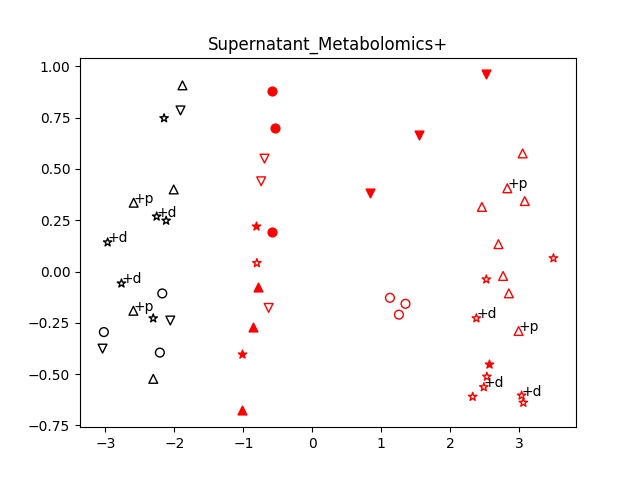 Supernatant_Metabolomics+
1.00
0.75
0.50
0.25
0.00
−0.25
−0.50
−0.75
+p
+d
+d
+d
+p
+p
+d
+p
+d
+d
−3
−2
−1
0
1
2
3